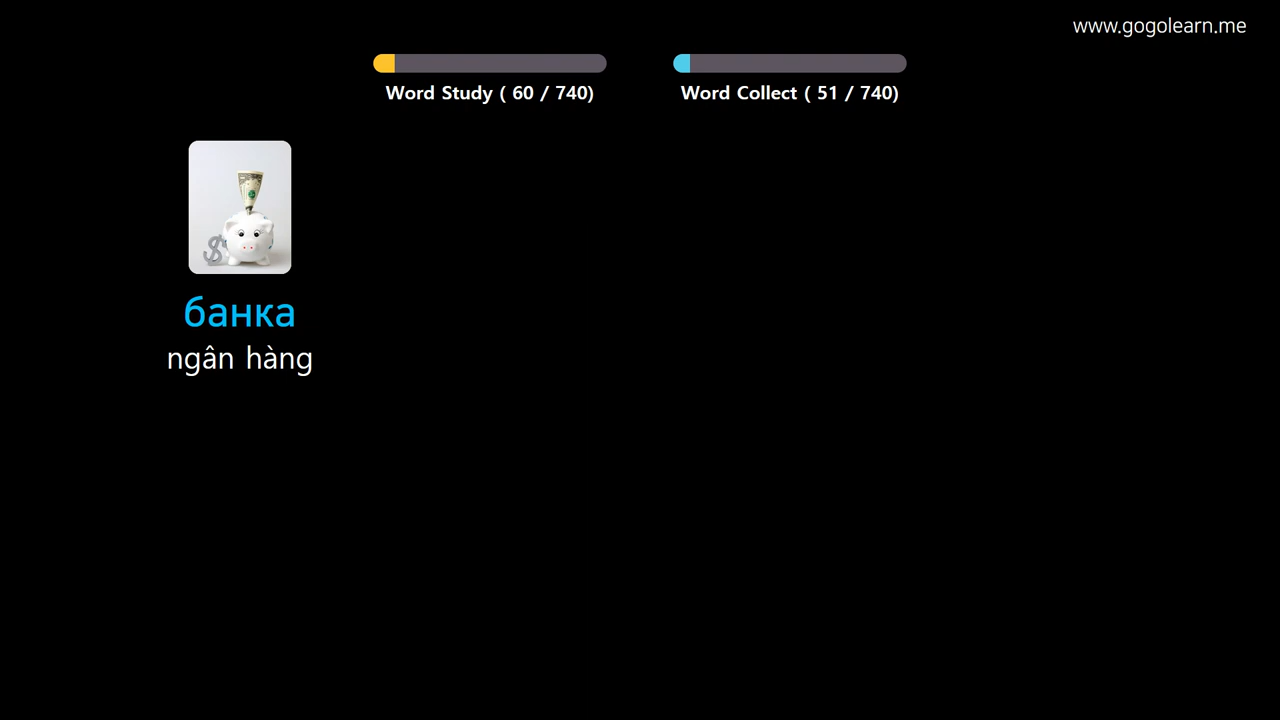 www.gogolearn.me
Word Study ( 60 / 740)
Word Collect ( 51 / 740)
банка
ngân hàng